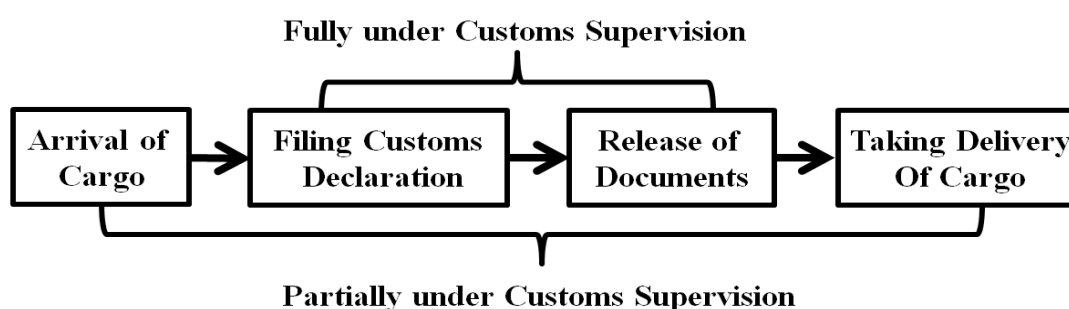 Fully under Customs Supervision
Arrival of
Cargo
Filing Customs
Declaration
Release of
Documents
Taking Delivery
Of Cargo
Partially under Customs Supervision